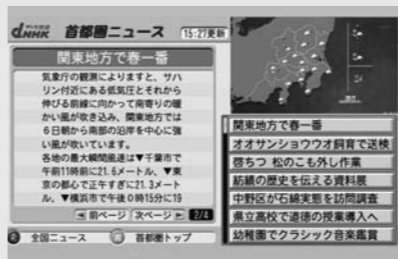 dNHK 首都圏ニュース 15:27更新
関東地方で春一番
気象庁の観測によりますと、サハ
リン付近にある低気圧とそれから
伸びる前線に向かって南寄りの暖
かい風が吹き込み、関東地方では
６日朝から南部の沿岸を中心に強
い風が吹いています。
各地の最大瞬間風速は▼千葉市で
午前11時前に21.6メートル、▼東
京の都心で正午すぎに21.3メート
ル、▼横浜市で午後０時15分に19
前ページ 次ページ 2/4
関東地方で春一番
オオサンショウウオ飼育で送検
啓ちつ 松のこも外し作業
紡績の歴史を伝える資料展
中野区が石綿実態を訪問調査
県立高校で道徳の授業導入へ
幼稚園でクラシック音楽鑑賞
全国ニュース 首都圏トップ